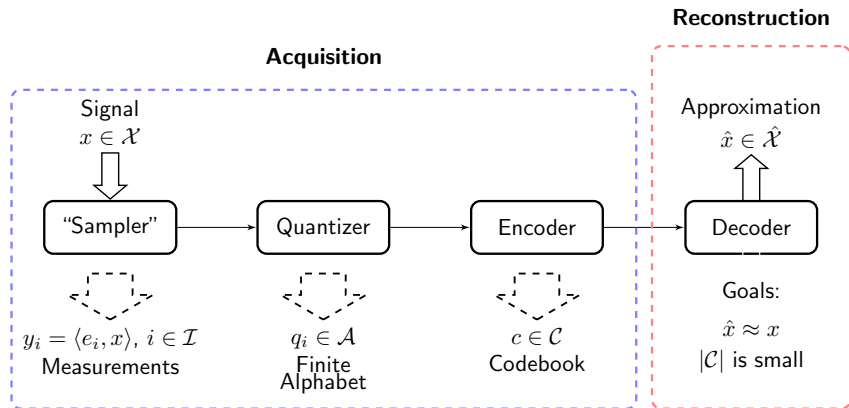 Reconstruction
Acquisition
Signal
x ∈ 𝒳
Approximation
x̂ ∈ 𝒳̂
“Sampler”
Quantizer
Encoder
Decoder
y_i = ⟨e_i, x⟩, i ∈ ℐ
Measurements
q_i ∈ 𝒜
Finite
Alphabet
c ∈ 𝒞
Codebook
Goals:
x̂ ≈ x
|𝒞| is small